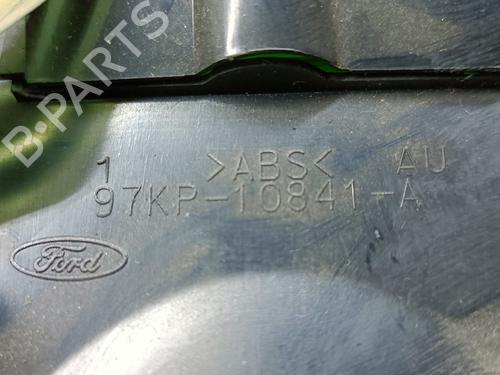 B·PARTS
1 >ABS< AU
97KP-10841-A
Ford